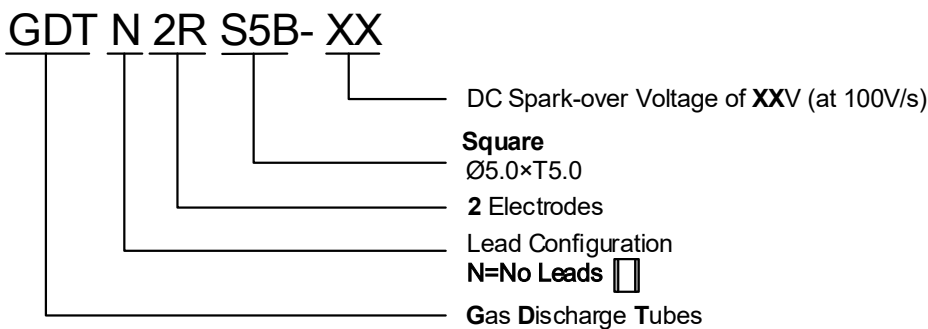 GDT N 2R S5B- XX
DC Spark-over Voltage of XXV (at 100V/s)
Square
Ø5.0×T5.0
2 Electrodes
Lead Configuration
N=No Leads
Gas Discharge Tubes